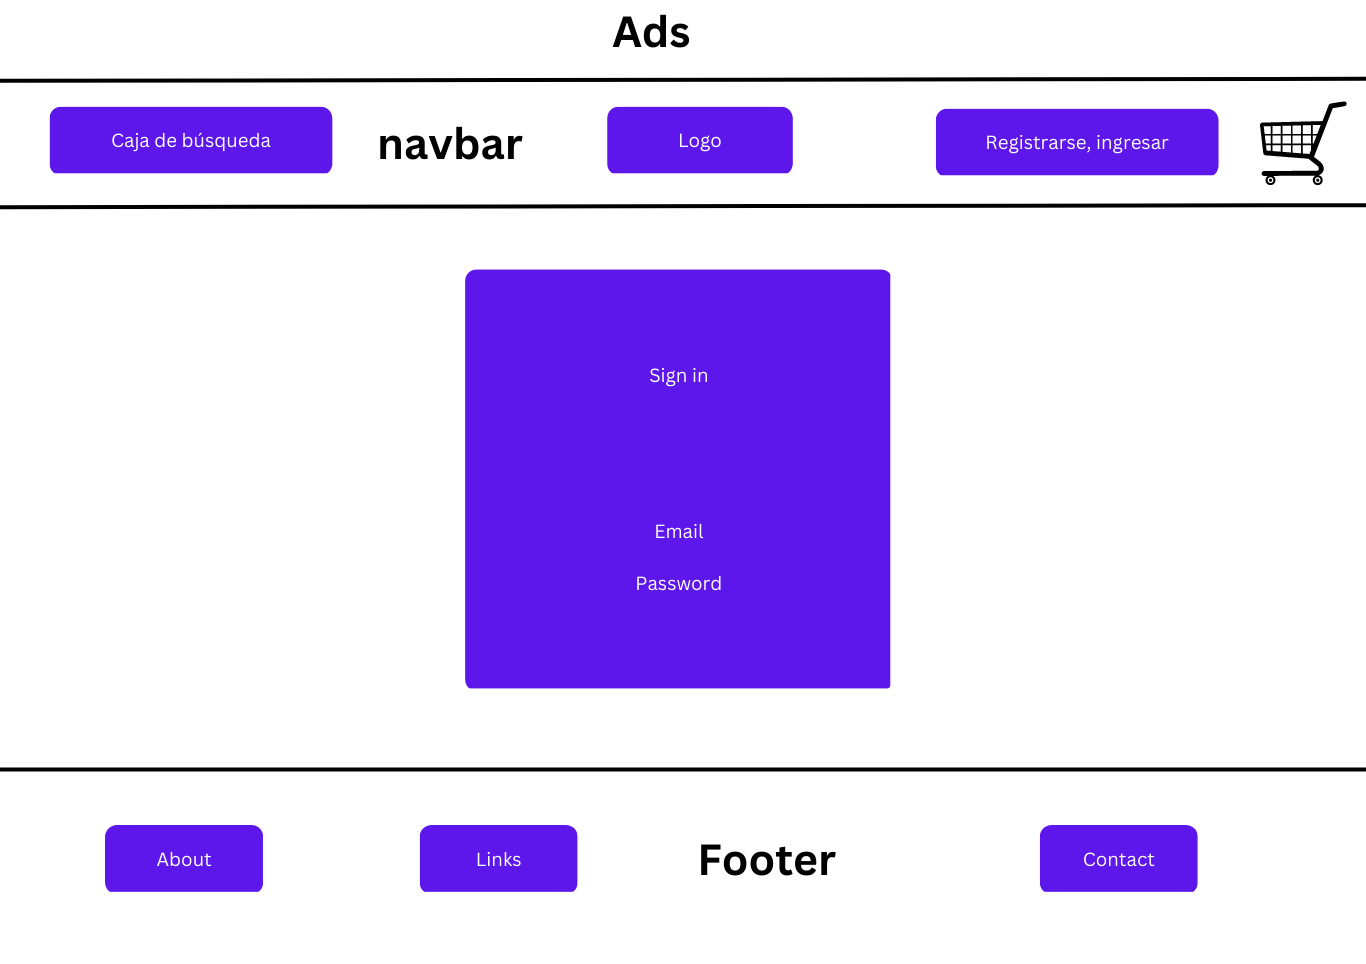 Ads
Caja de búsqueda
navbar
Logo
Registrarse, ingresar
Sign in
Email
Password
About
Links
Footer
Contact